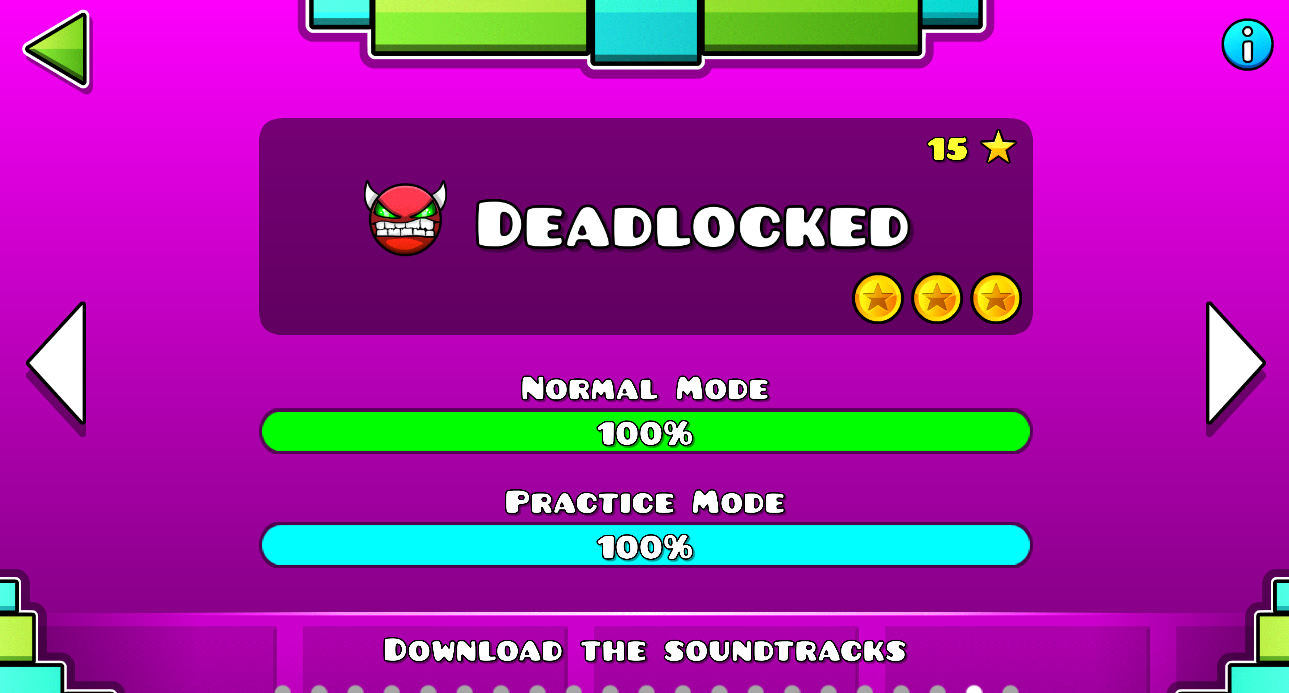 15
Deadlocked
Normal Mode
100%
Practice Mode
100%
Download the soundtracks